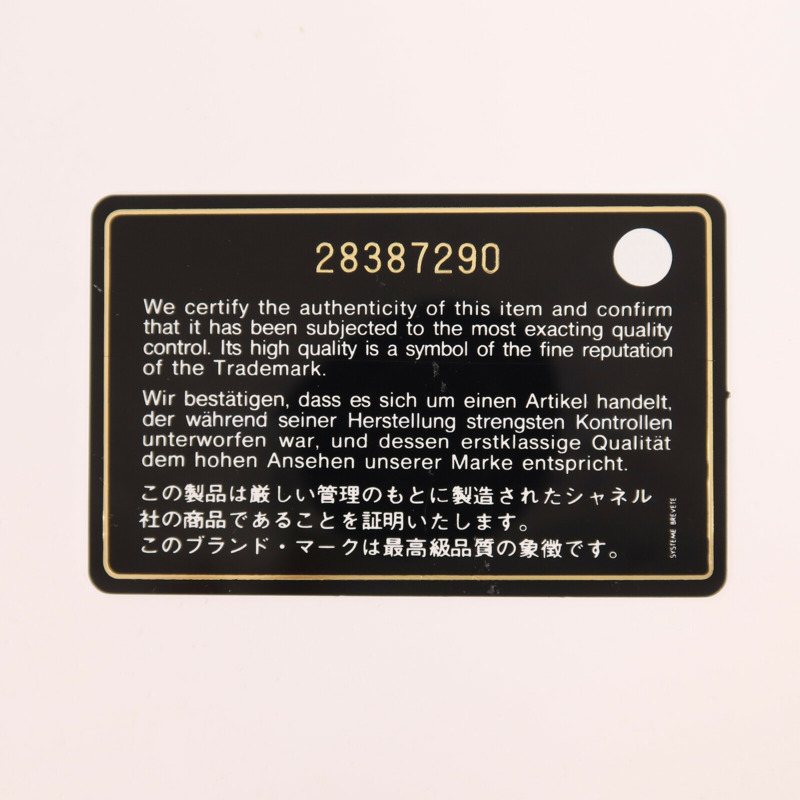 28387290
We certify the authenticity of this item and confirm
that it has been subjected to the most exacting quality
control. Its high quality is a symbol of the fine reputation
of the Trademark.
Wir bestätigen, dass es sich um einen Artikel handelt,
der während seiner Herstellung strengsten Kontrollen
unterworfen war, und dessen erstklassige Qualität
dem hohen Ansehen unserer Marke entspricht.
この製品は厳しい管理のもとに製造されたシャネル
社の商品であることを証明いたします。
このブランド・マークは最高級品質の象徴です。
SYSTEME BREVETE